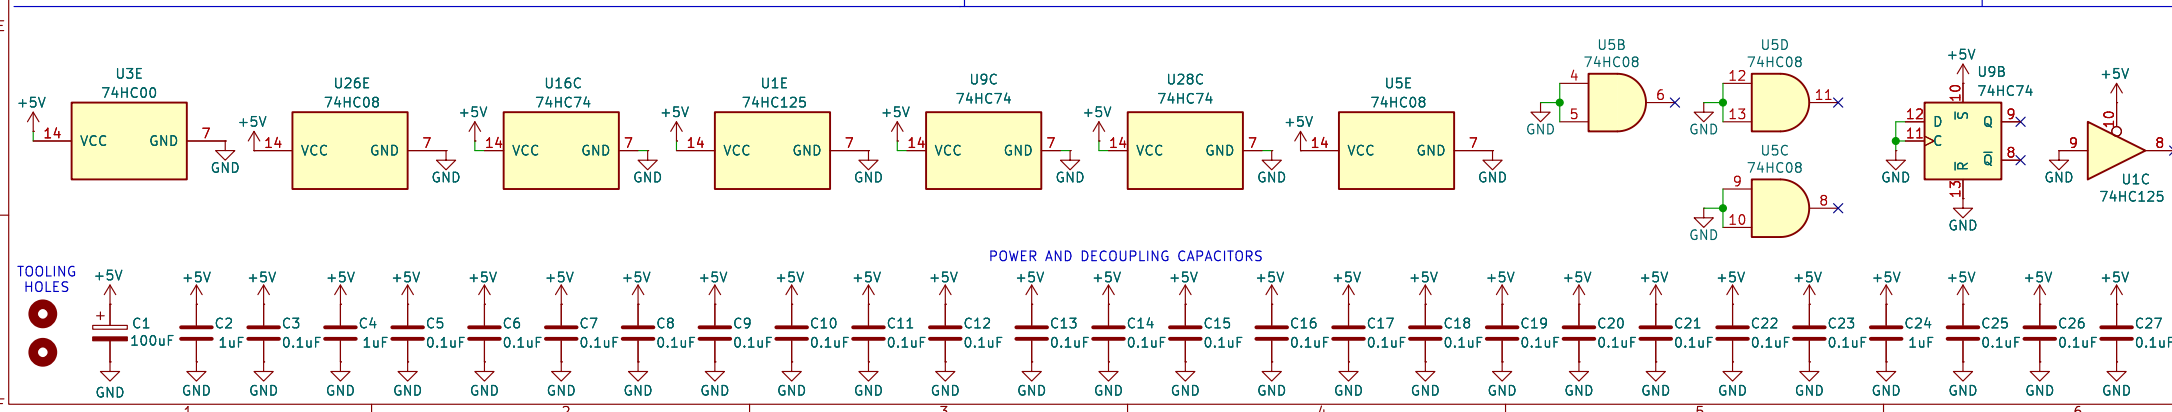 U3E
74HC00
+5V
14
VCC
GND
7
GND
U26E
74HC08
+5V
14
VCC
GND
7
GND
U16C
74HC74
+5V
14
VCC
GND
7
GND
U1E
74HC125
+5V
14
VCC
GND
7
GND
U9C
74HC74
+5V
14
VCC
GND
7
GND
U28C
74HC74
+5V
14
VCC
GND
7
GND
U5E
74HC08
+5V
14
VCC
GND
7
GND
U5B
74HC08
4
5
6
GND
U5D
74HC08
12
13
11
GND
U5C
74HC08
9
10
8
GND
+5V
U9B
74HC74
10
S
12
D
Q
9
11
C
Q
8
R
13
GND
GND
+5V
10
9
8
GND
U1C
74HC125
POWER AND DECOUPLING CAPACITORS
TOOLING
HOLES
+5V
+
C1
100uF
GND
+5V
C2
1uF
GND
+5V
C3
0.1uF
GND
+5V
C4
1uF
GND
+5V
C5
0.1uF
GND
+5V
C6
0.1uF
GND
+5V
C7
0.1uF
GND
+5V
C8
0.1uF
GND
+5V
C9
0.1uF
GND
+5V
C10
0.1uF
GND
+5V
C11
0.1uF
GND
+5V
C12
0.1uF
GND
+5V
C13
0.1uF
GND
+5V
C14
0.1uF
GND
+5V
C15
0.1uF
GND
+5V
C16
0.1uF
GND
+5V
C17
0.1uF
GND
+5V
C18
0.1uF
GND
+5V
C19
0.1uF
GND
+5V
C20
0.1uF
GND
+5V
C21
0.1uF
GND
+5V
C22
0.1uF
GND
+5V
C23
0.1uF
GND
+5V
C24
1uF
GND
+5V
C25
0.1uF
GND
+5V
C26
0.1uF
GND
+5V
C27
0.1uF
GND
1
2
3
4
5
6